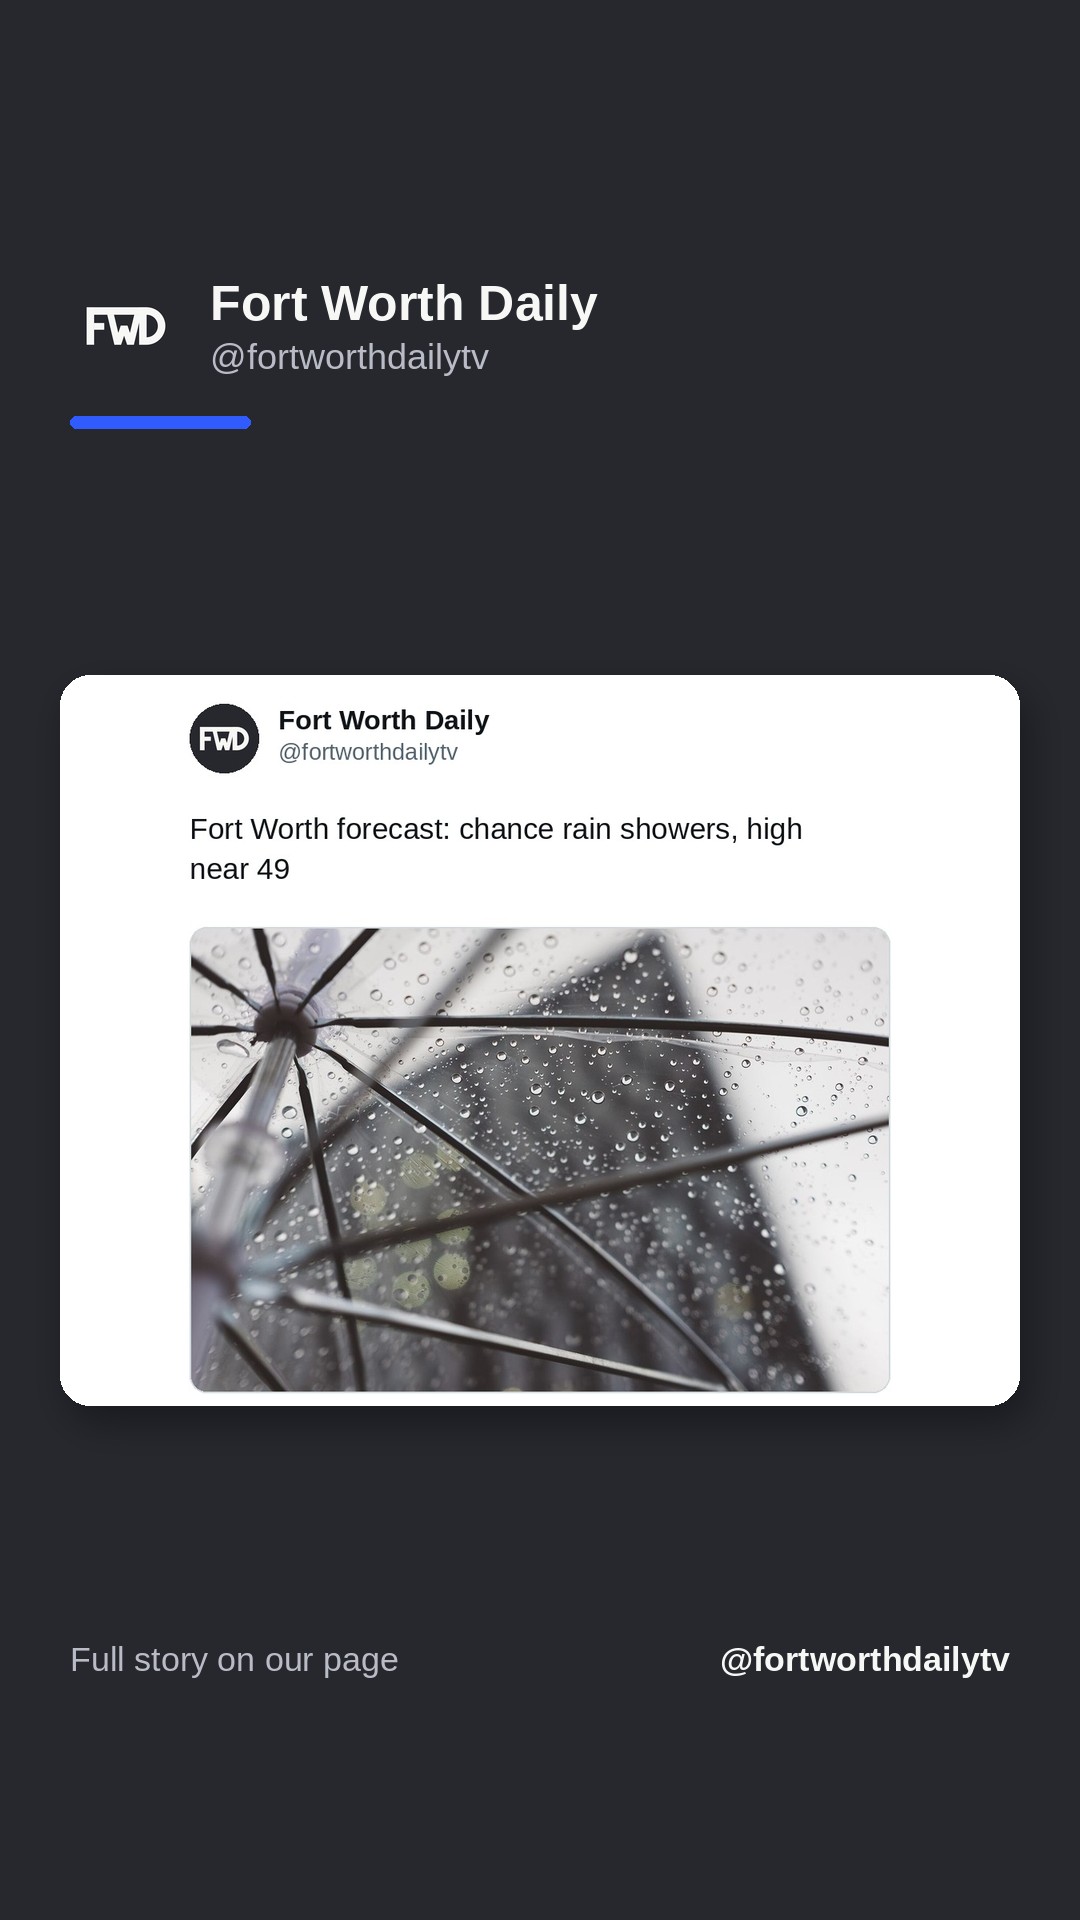 FWD
Fort Worth Daily
@fortworthdailytv
FWD
Fort Worth Daily
@fortworthdailytv
Fort Worth forecast: chance rain showers, high
near 49
Full story on our page
@fortworthdailytv